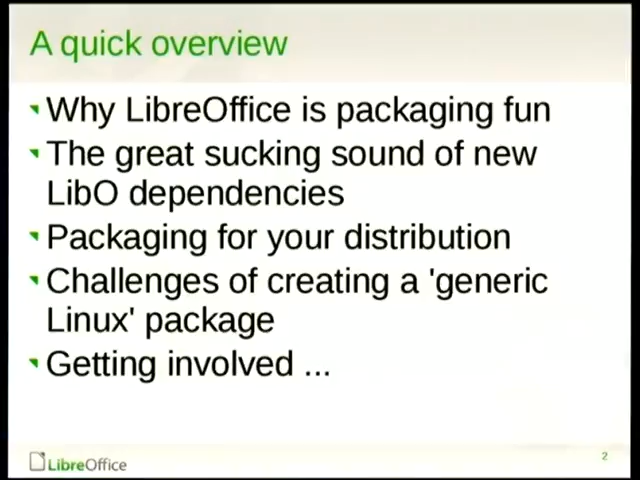 A quick overview
Why LibreOffice is packaging fun
The great sucking sound of new
LibO dependencies
Packaging for your distribution
Challenges of creating a 'generic
Linux' package
Getting involved ...
LibreOffice
2